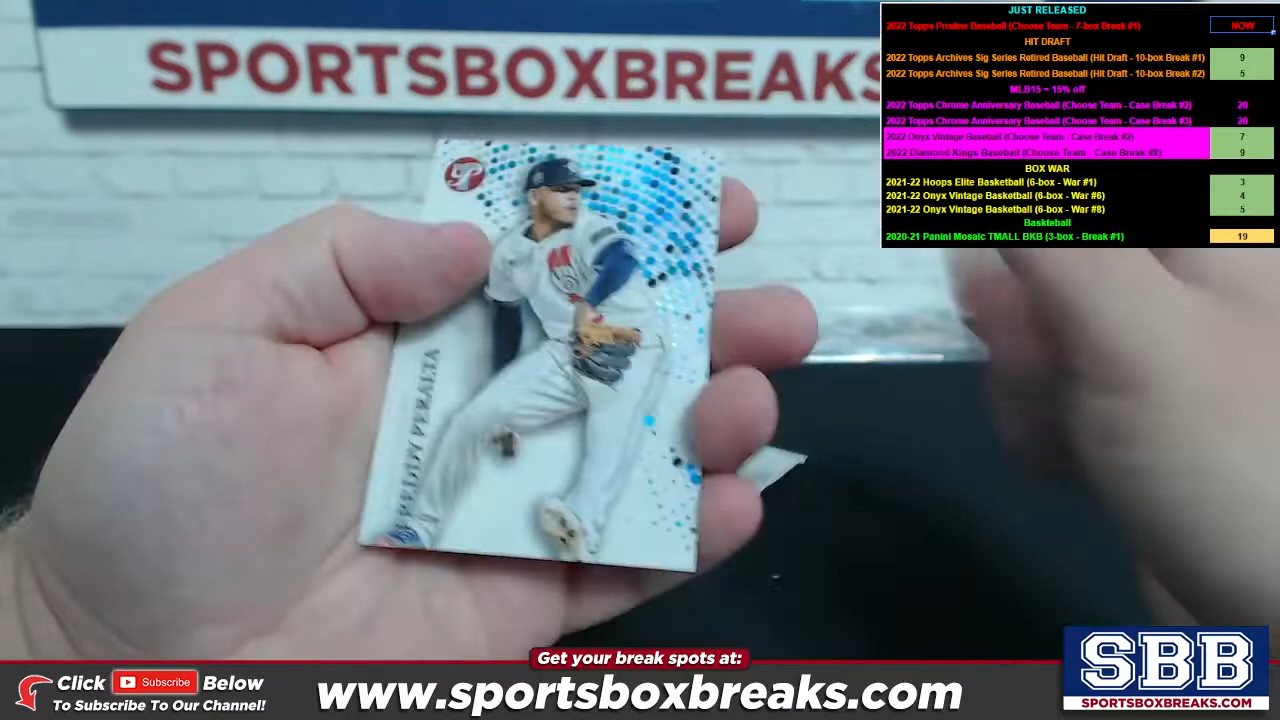 SPORTSBOXBREAKS
JUST RELEASED
2022 Topps Pristine Baseball (Choose Team - 7-box Break #1) NOW
HIT DRAFT
2022 Topps Archives Sig Series Retired Baseball (Hit Draft - 10-box Break #1) 9
2022 Topps Archives Sig Series Retired Baseball (Hit Draft - 10-box Break #2) 5
MLB15 = 15% off
2022 Topps Chrome Anniversary Baseball (Choose Team - Case Break #2) 20
2022 Topps Chrome Anniversary Baseball (Choose Team - Case Break #3) 20
2022 Onyx Vintage Baseball (Choose Team - Case Break #2) 7
2022 Diamond Kings Baseball (Choose Team - Case Break #8) 9
BOX WAR
2021-22 Hoops Elite Basketball (6-box - War #1) 3
2021-22 Onyx Vintage Basketball (6-box - War #6) 4
2021-22 Onyx Vintage Basketball (6-box - War #8) 5
Baskteball
2020-21 Panini Mosaic TMALL BKB (3-box - Break #1) 19
P
FREDDY PERALTA
Get your break spots at:
Click Subscribe Below
To Subscribe To Our Channel!
www.sportsboxbreaks.com
SBB
SPORTSBOXBREAKS.COM